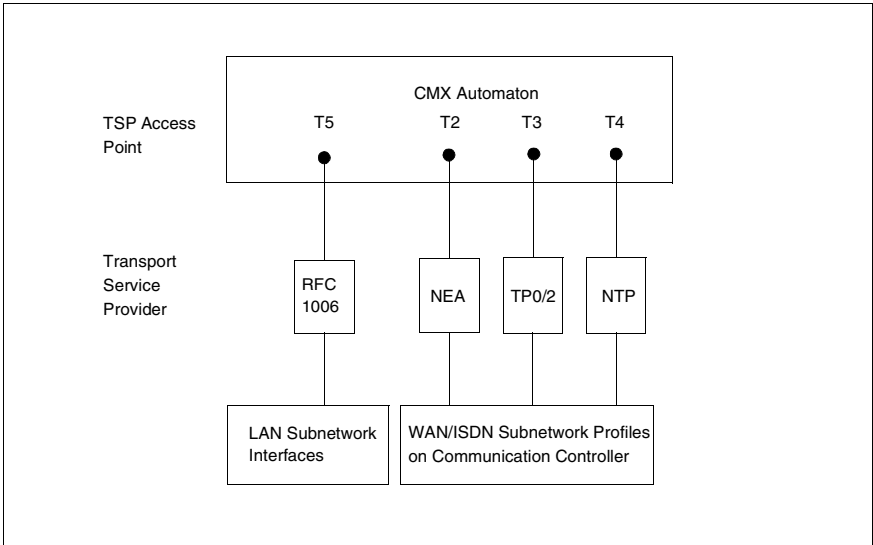 CMX Automaton
TSP Access
Point
T5
T2
T3
T4
Transport
Service
Provider
RFC
1006
NEA
TP0/2
NTP
LAN Subnetwork
Interfaces
WAN/ISDN Subnetwork Profiles
on Communication Controller